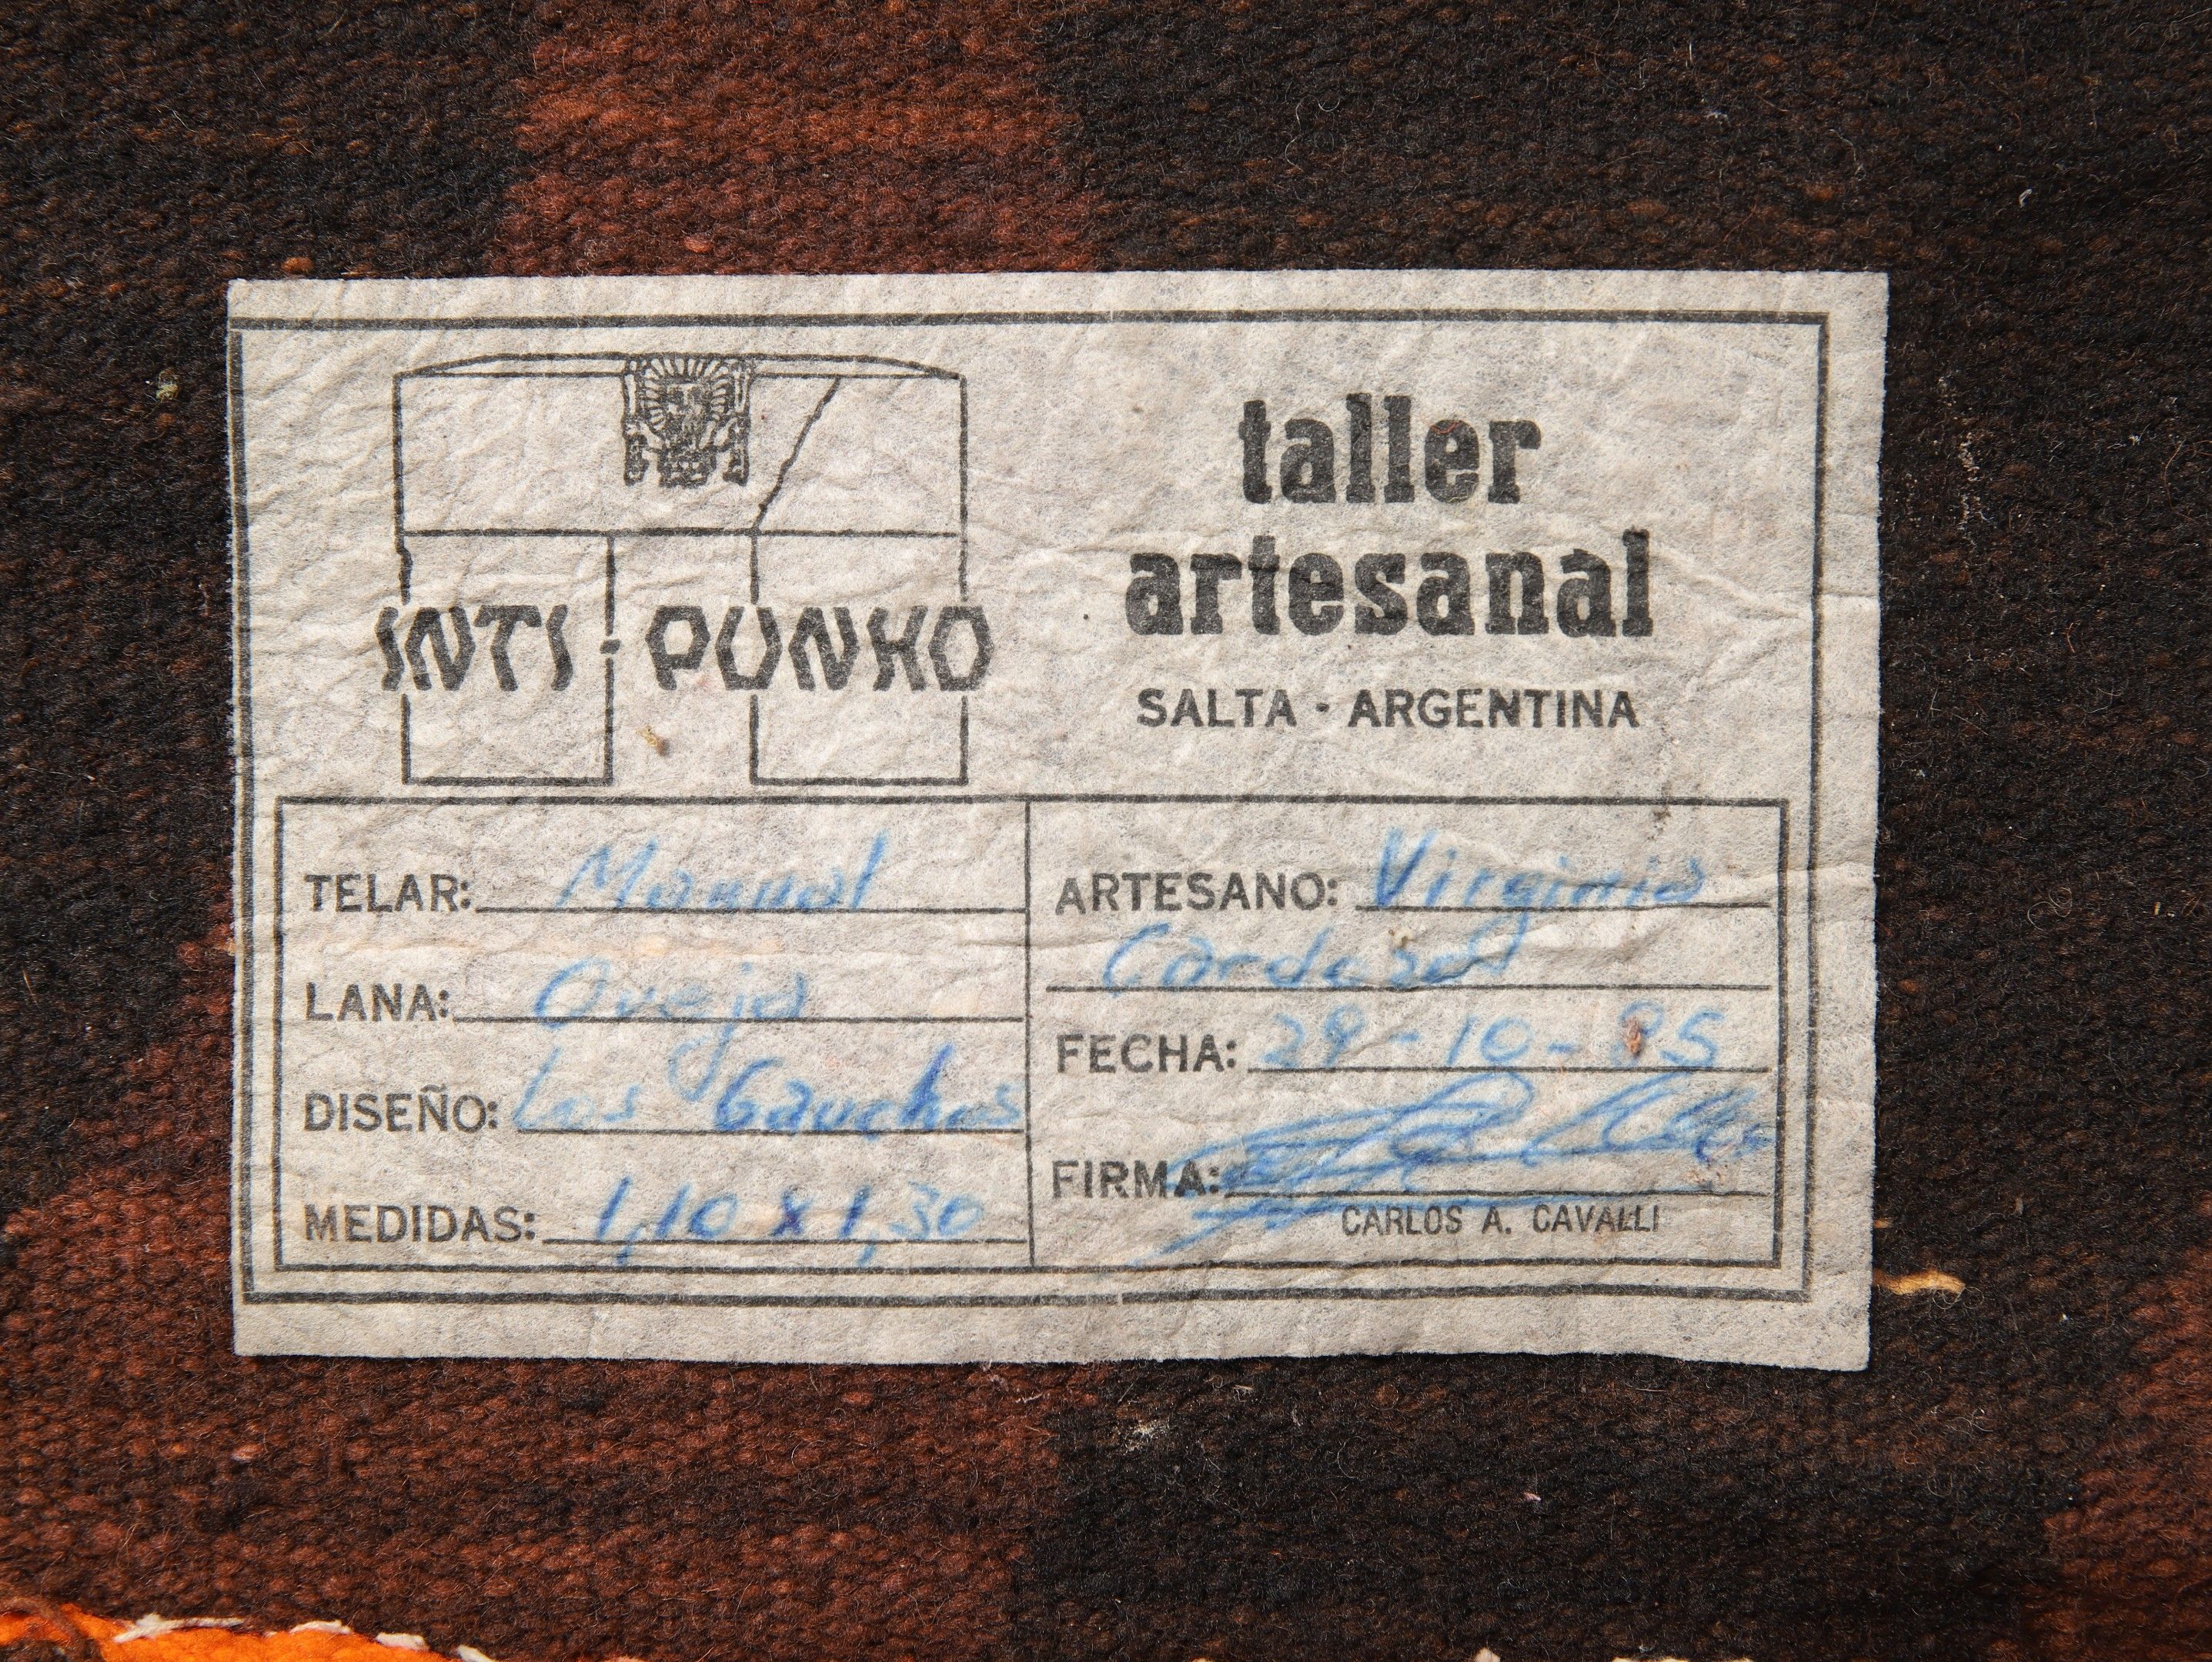 INTI - PUNKO
taller
artesanal
SALTA - ARGENTINA
TELAR: Manual
LANA: Oveja
DISEÑO: Los Gauchos
MEDIDAS: 1,10 x 1,30
ARTESANO: Virginia
Cardozo
FECHA: 29-10-85
FIRMA:
CARLOS A. CAVALLI